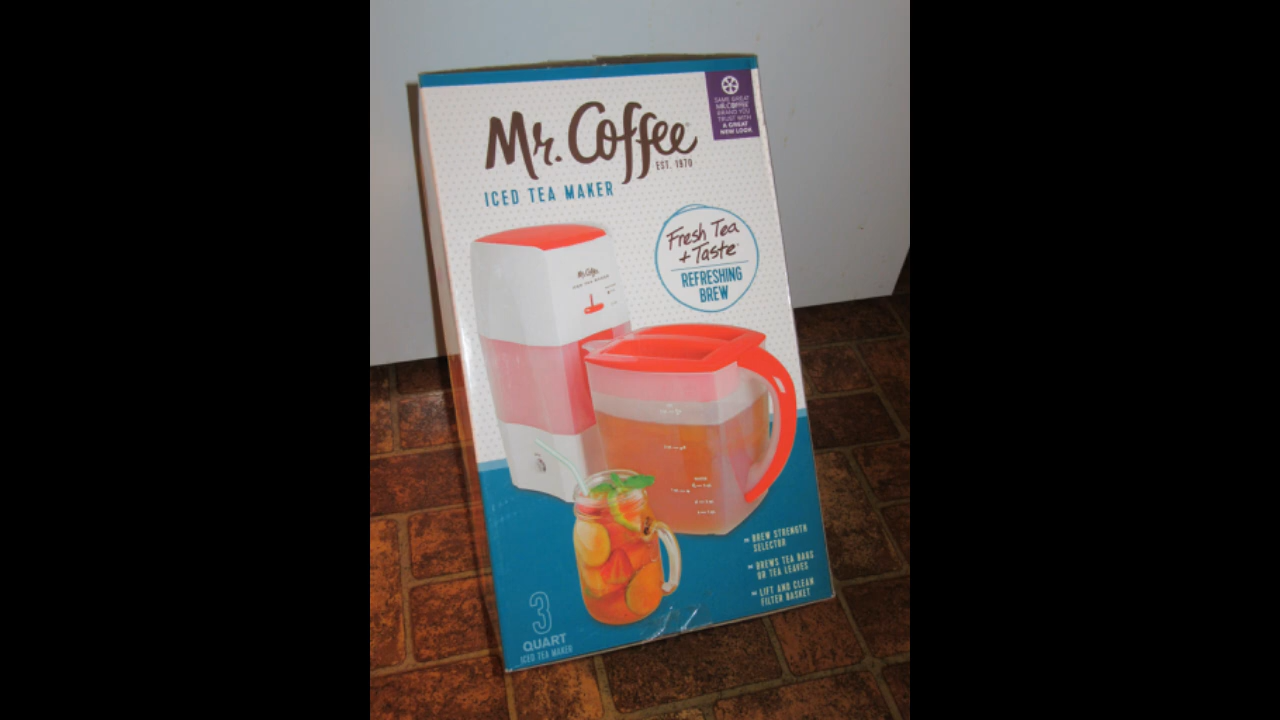 SAME GREAT
MR. COFFEE
BRAND YOU
TRUST WITH
A GREAT
NEW LOOK
Mr. Coffee
EST. 1970
ICED TEA MAKER
Fresh Tea
+ Taste
REFRESHING
BREW
Mr. Coffee
BREW STRENGTH
SELECTOR
BREWS TEA BAGS
OR TEA LEAVES
LIFT AND CLEAN
FILTER BASKET
3
QUART
ICED TEA MAKER